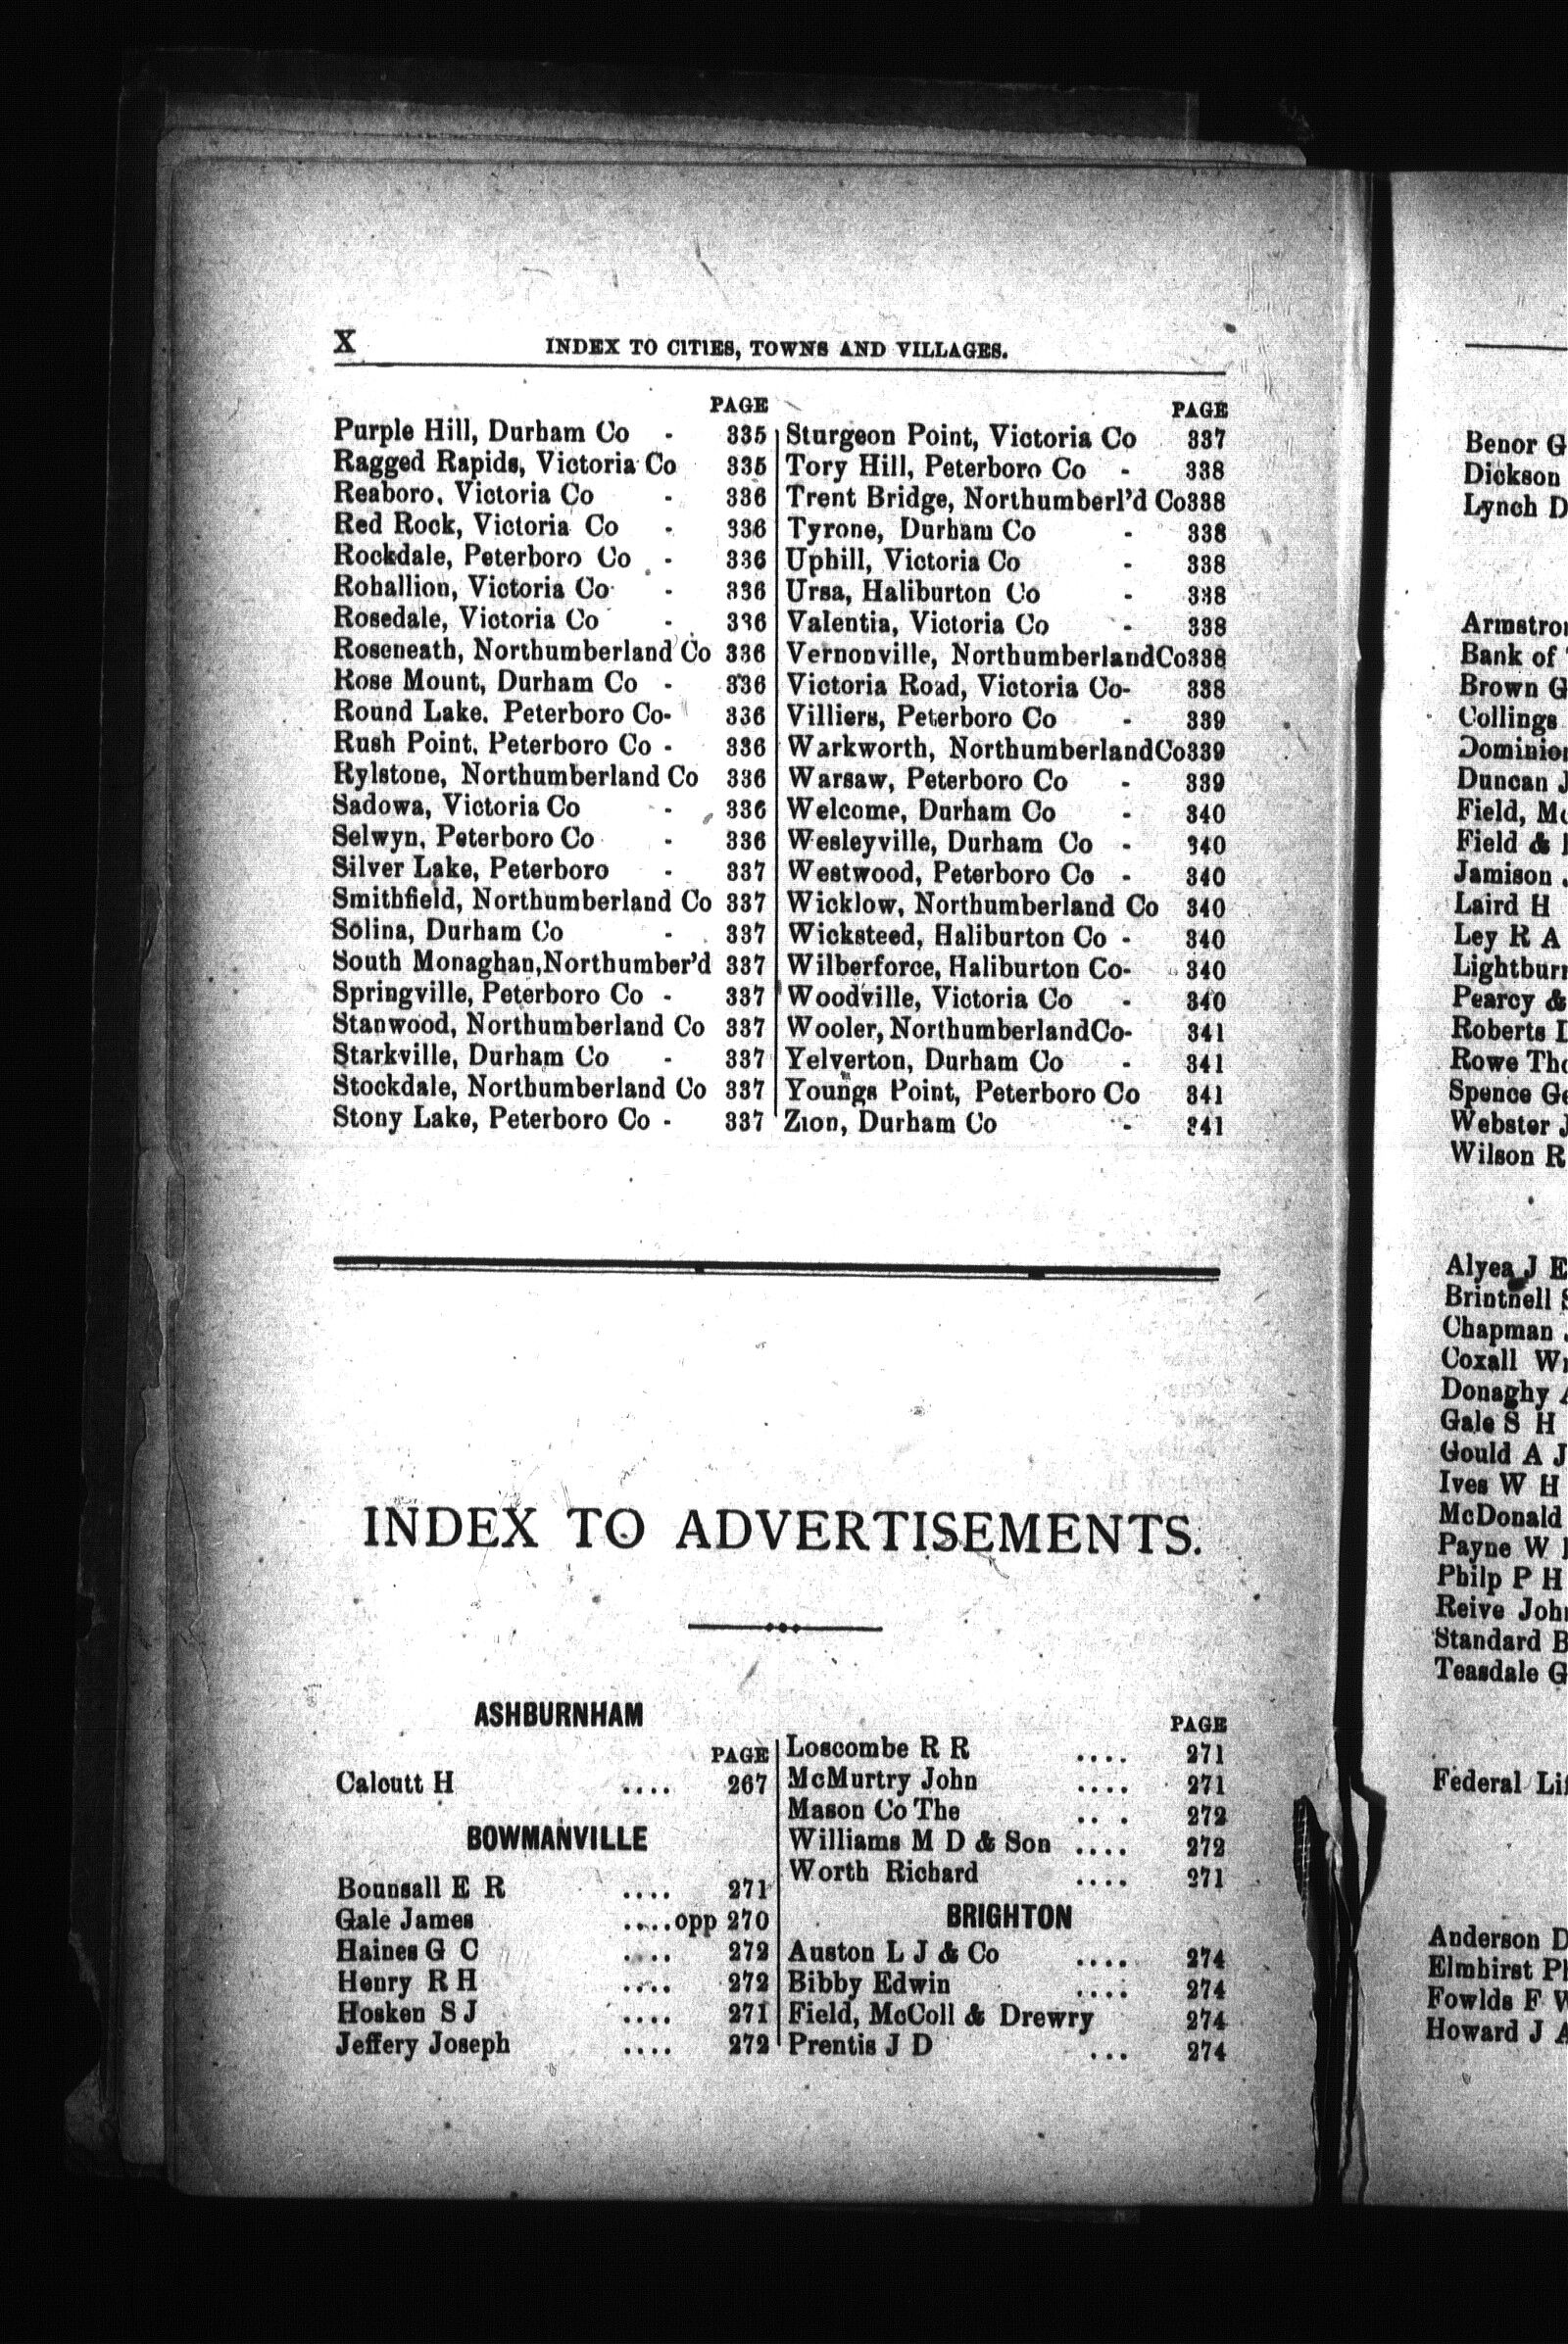 X
INDEX TO CITIES, TOWNS AND VILLAGES.
PAGE
Purple Hill, Durham Co - 335
Ragged Rapids, Victoria Co 335
Reaboro, Victoria Co - 336
Red Rock, Victoria Co - 336
Rockdale, Peterboro Co - 336
Rohallion, Victoria Co - 336
Rosedale, Victoria Co - 336
Roseneath, Northumberland Co 336
Rose Mount, Durham Co - 336
Round Lake. Peterboro Co- 336
Rush Point, Peterboro Co - 336
Rylstone, Northumberland Co 336
Sadowa, Victoria Co - 336
Selwyn, Peterboro Co - 336
Silver Lake, Peterboro - 337
Smithfield, Northumberland Co 337
Solina, Durham Co - 337
South Monaghan,Northumber'd 337
Springville, Peterboro Co - 337
Stanwood, Northumberland Co 337
Starkville, Durham Co - 337
Stockdale, Northumberland Co 337
Stony Lake, Peterboro Co - 337
PAGE
Sturgeon Point, Victoria Co 337
Tory Hill, Peterboro Co - 338
Trent Bridge, Northumberl'd Co338
Tyrone, Durham Co - 338
Uphill, Victoria Co - 338
Ursa, Haliburton Co - 338
Valentia, Victoria Co - 338
Vernonville, NorthumberlandCo338
Victoria Road, Victoria Co- 338
Villiers, Peterboro Co - 339
Warkworth, NorthumberlandCo339
Warsaw, Peterboro Co - 339
Welcome, Durham Co - 340
Wesleyville, Durham Co - 340
Westwood, Peterboro Co - 340
Wicklow, Northumberland Co 340
Wicksteed, Haliburton Co - 340
Wilberforce, Haliburton Co- 340
Woodville, Victoria Co - 340
Wooler, NorthumberlandCo- 341
Yelverton, Durham Co - 341
Youngs Point, Peterboro Co 341
Zion, Durham Co - 341
INDEX TO ADVERTISEMENTS.
ASHBURNHAM
PAGE
Calcutt H .... 267
BOWMANVILLE
Bounsall E R .... 271
Gale James ....opp 270
Haines G C .... 272
Henry R H .... 272
Hosken S J .... 271
Jeffery Joseph .... 272
PAGE
Loscombe R R .... 271
McMurtry John .... 271
Mason Co The .. . 272
Williams M D & Son .... 272
Worth Richard .... 271
BRIGHTON
Auston L J & Co .... 274
Bibby Edwin .... 274
Field, McColl & Drewry 274
Prentis J D ... 274
Benor G
Dickson
Lynch D
Armstro
Bank of
Brown G
Collings
Dominio
Duncan J
Field, Mc
Field &
Jamison
Laird H
Ley R A
Lightbur
Pearcy &
Roberts
Rowe Tho
Spence Ge
Webster J
Wilson R
Alyea J E
Brintnell S
Chapman
Coxall W
Donaghy
Gale S H
Gould A J
Ives W H
McDonald
Payne W
Philp P H
Reive John
Standard B
Teasdale G
Federal Li
Anderson D
Elmhirst P
Fowlds F W
Howard J A